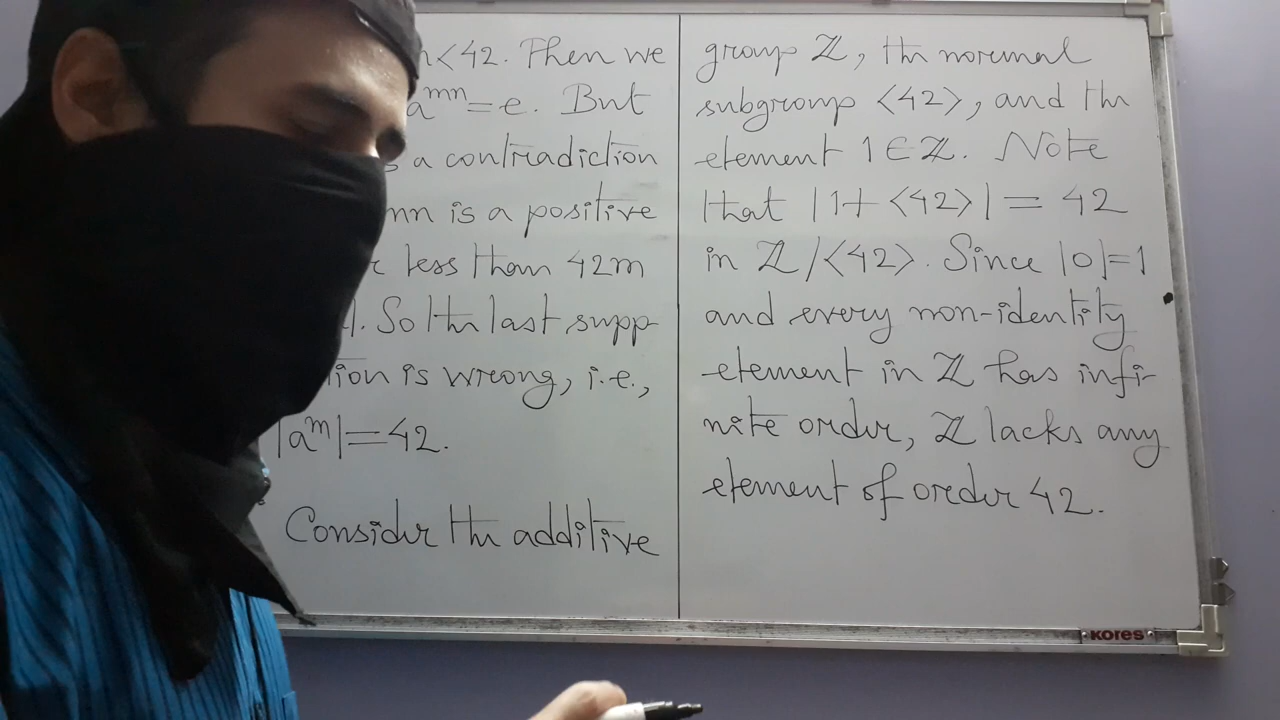 n<42. Then we
a^{mn}=e. But
s a contradiction
mn is a positive
r less than 42m
1. So the last supp-
tion is wrong, i.e.,
|a^m|=42.
Consider the additive
group ℤ, the normal
subgroup ⟨42⟩, and the
element 1∈ℤ. Note
that |1+⟨42⟩|=42
in ℤ/⟨42⟩. Since |0|=1
and every non-identity
element in ℤ has infi-
nite order, ℤ lacks any
element of order 42.
KORES